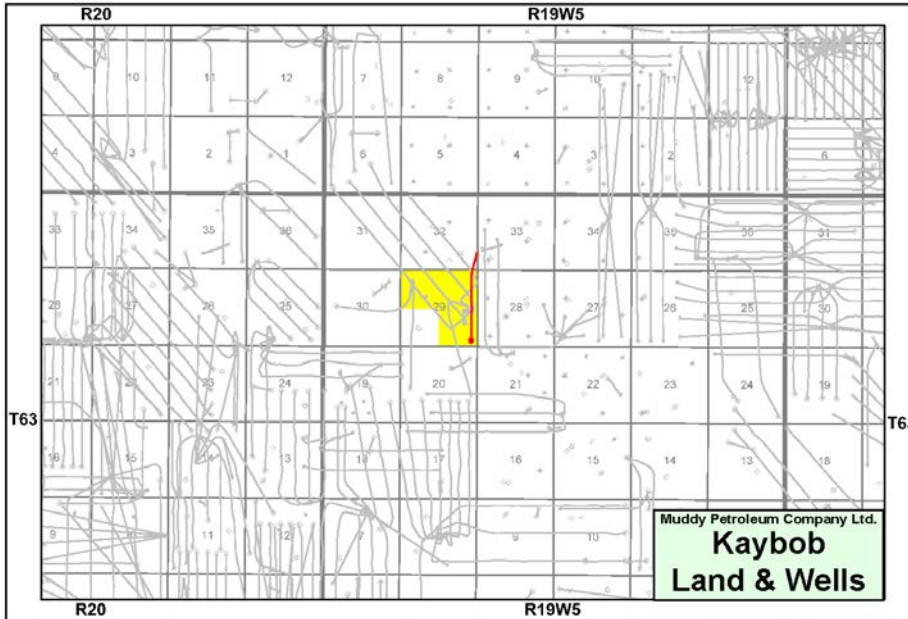 R20 R19W5
9 10 11 12 7 8 9 10 11 12
4 3 2 1 6 5 4 3 2 6
33 34 35 36 31 32 33 34 35 36 31
28 27 26 25 30 29 28 27 26 30
21 23 24 19 20 21 22 23 24 19
T63
16 15 14 13 18 17 16 15 14 13 18
9 11 12 7 8 9 10
Muddy Petroleum Company Ltd.
Kaybob
Land & Wells
R20 R19W5